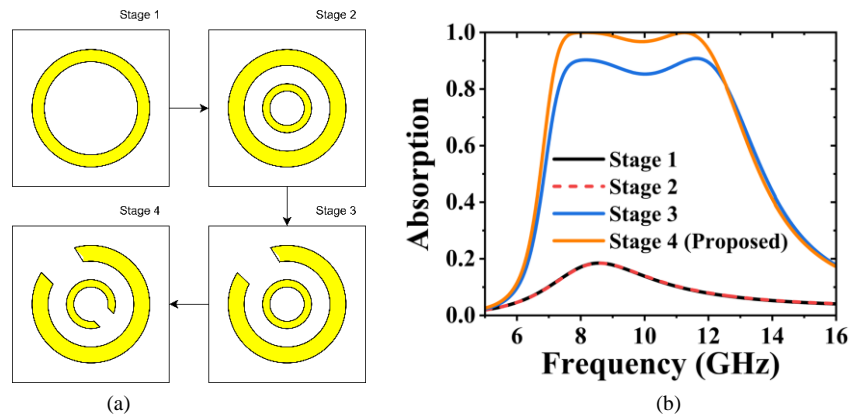 Stage 1
Stage 2
Stage 4
Stage 3
(a)
1.0
0.8
0.6
0.4
0.2
0.0
Absorption
Stage 1
Stage 2
Stage 3
Stage 4 (Proposed)
6 8 10 12 14 16
Frequency (GHz)
(b)